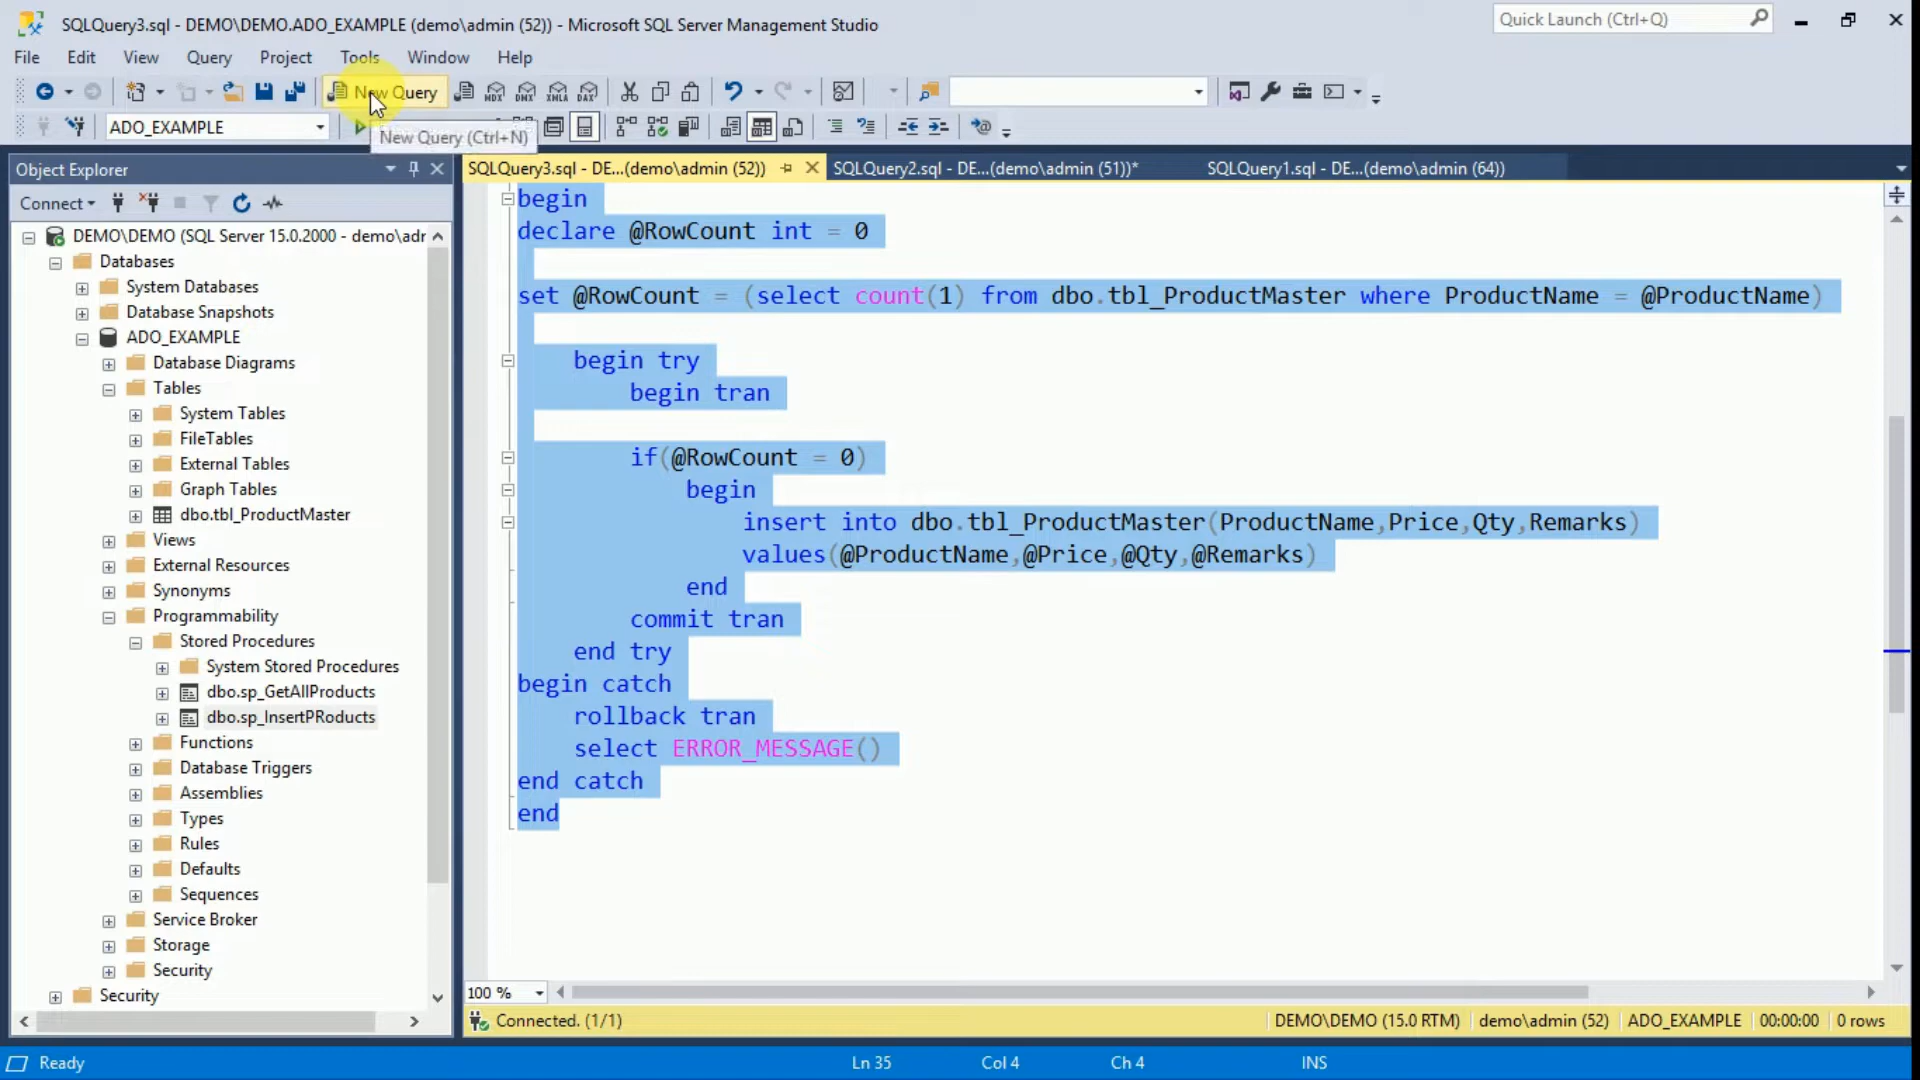 SQLQuery3.sql - DEMO\DEMO.ADO_EXAMPLE (demo\admin (52)) - Microsoft SQL Server Management Studio
Quick Launch (Ctrl+Q)
File Edit View Query Project Tools Window Help
New Query
MDX DMX XMLA DAX
ADO_EXAMPLE
New Query (Ctrl+N)
Object Explorer
SQLQuery3.sql - DE...(demo\admin (52))
SQLQuery2.sql - DE...(demo\admin (51))*
SQLQuery1.sql - DE...(demo\admin (64))
Connect
DEMO\DEMO (SQL Server 15.0.2000 - demo\adr
Databases
System Databases
Database Snapshots
ADO_EXAMPLE
Database Diagrams
Tables
System Tables
FileTables
External Tables
Graph Tables
dbo.tbl_ProductMaster
Views
External Resources
Synonyms
Programmability
Stored Procedures
System Stored Procedures
dbo.sp_GetAllProducts
dbo.sp_InsertPRoducts
Functions
Database Triggers
Assemblies
Types
Rules
Defaults
Sequences
Service Broker
Storage
Security
Security
begin
declare @RowCount int = 0
set @RowCount = (select count(1) from dbo.tbl_ProductMaster where ProductName = @ProductName)
begin try
begin tran
if(@RowCount = 0)
begin
insert into dbo.tbl_ProductMaster(ProductName,Price,Qty,Remarks)
values(@ProductName,@Price,@Qty,@Remarks)
end
commit tran
end try
begin catch
rollback tran
select ERROR_MESSAGE()
end catch
end
100 %
Connected. (1/1)
DEMO\DEMO (15.0 RTM)
demo\admin (52)
ADO_EXAMPLE
00:00:00
0 rows
Ready
Ln 35
Col 4
Ch 4
INS